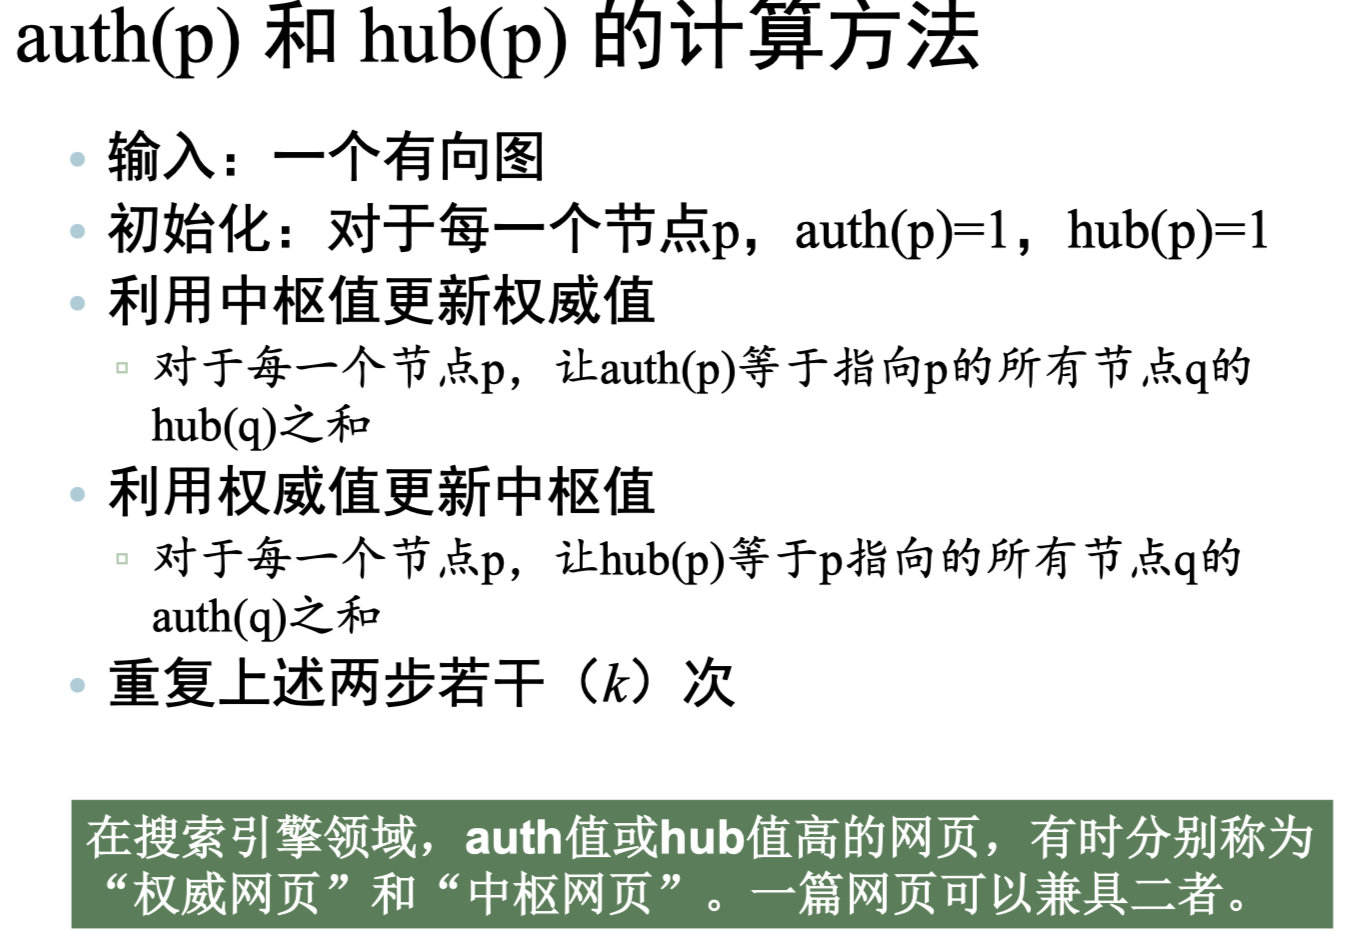 auth(p) 和 hub(p) 的计算方法
• 输入：一个有向图
• 初始化：对于每一个节点p，auth(p)=1，hub(p)=1
• 利用中枢值更新权威值
▫ 对于每一个节点p，让auth(p)等于指向p的所有节点q的
hub(q)之和
• 利用权威值更新中枢值
▫ 对于每一个节点p，让hub(p)等于p指向的所有节点q的
auth(q)之和
• 重复上述两步若干（k）次
在搜索引擎领域，auth值或hub值高的网页，有时分别称为
“权威网页”和“中枢网页”。一篇网页可以兼具二者。